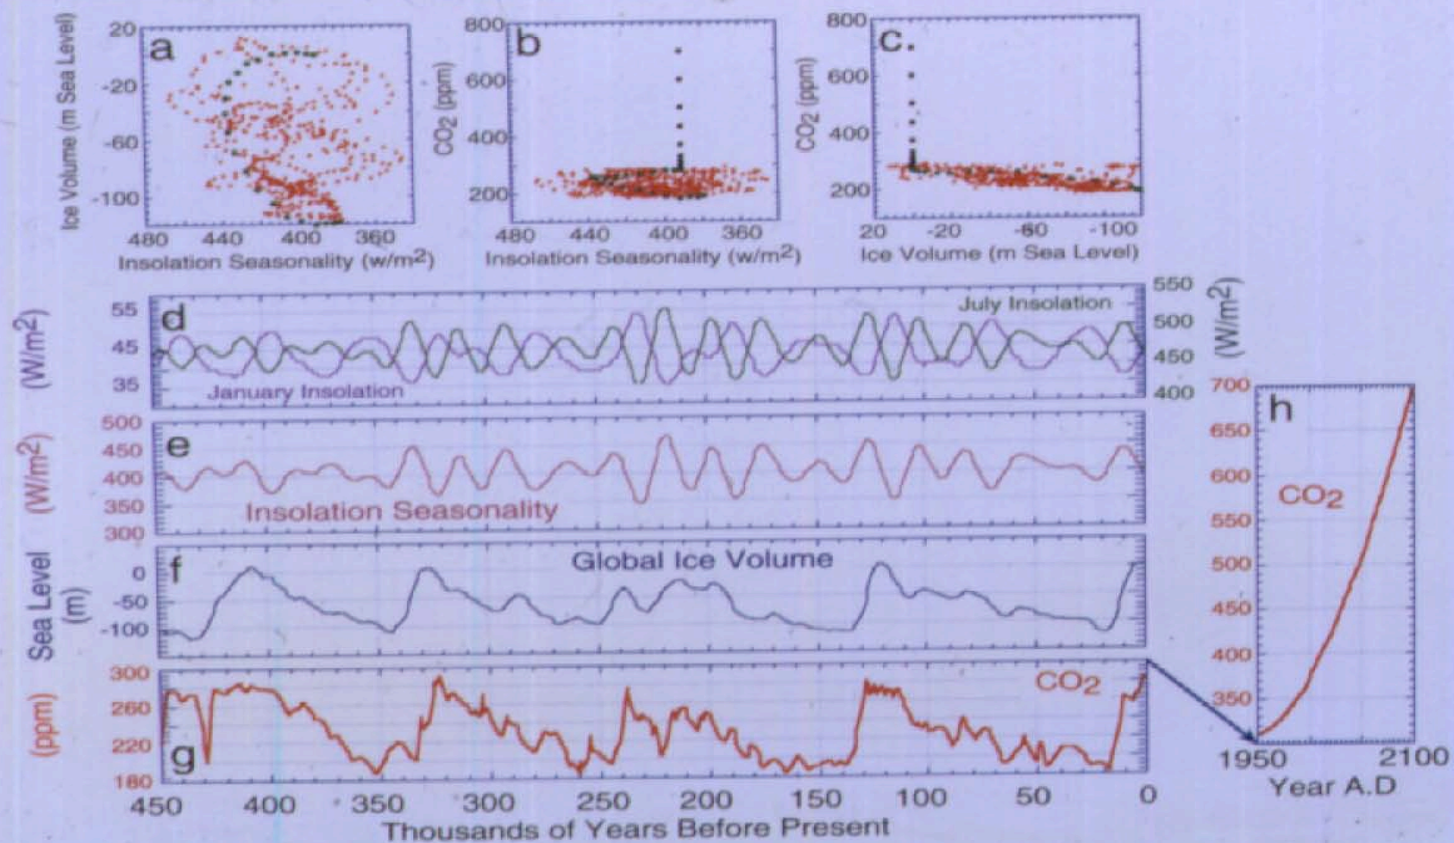 a
Ice Volume (m Sea Level)
20
-20
-60
-100
480 440 400 360
Insolation Seasonality (w/m²)
b
CO₂ (ppm)
800
600
400
200
480 440 400 360
Insolation Seasonality (w/m²)
c
CO₂ (ppm)
800
600
400
200
20 -20 -60 -100
Ice Volume (m Sea Level)
d
(W/m²)
55
45
35
July Insolation
January Insolation
550
500
450
400
(W/m²)
e
(W/m²)
500
450
400
350
300
Insolation Seasonality
f
Global Ice Volume
Sea Level
(m)
0
-50
-100
g
CO₂
(ppm)
300
260
220
180
450 400 350 300 250 200 150 100 50 0
Thousands of Years Before Present
h
700
650
600
550
500
450
400
350
CO₂
1950 2100
Year A.D